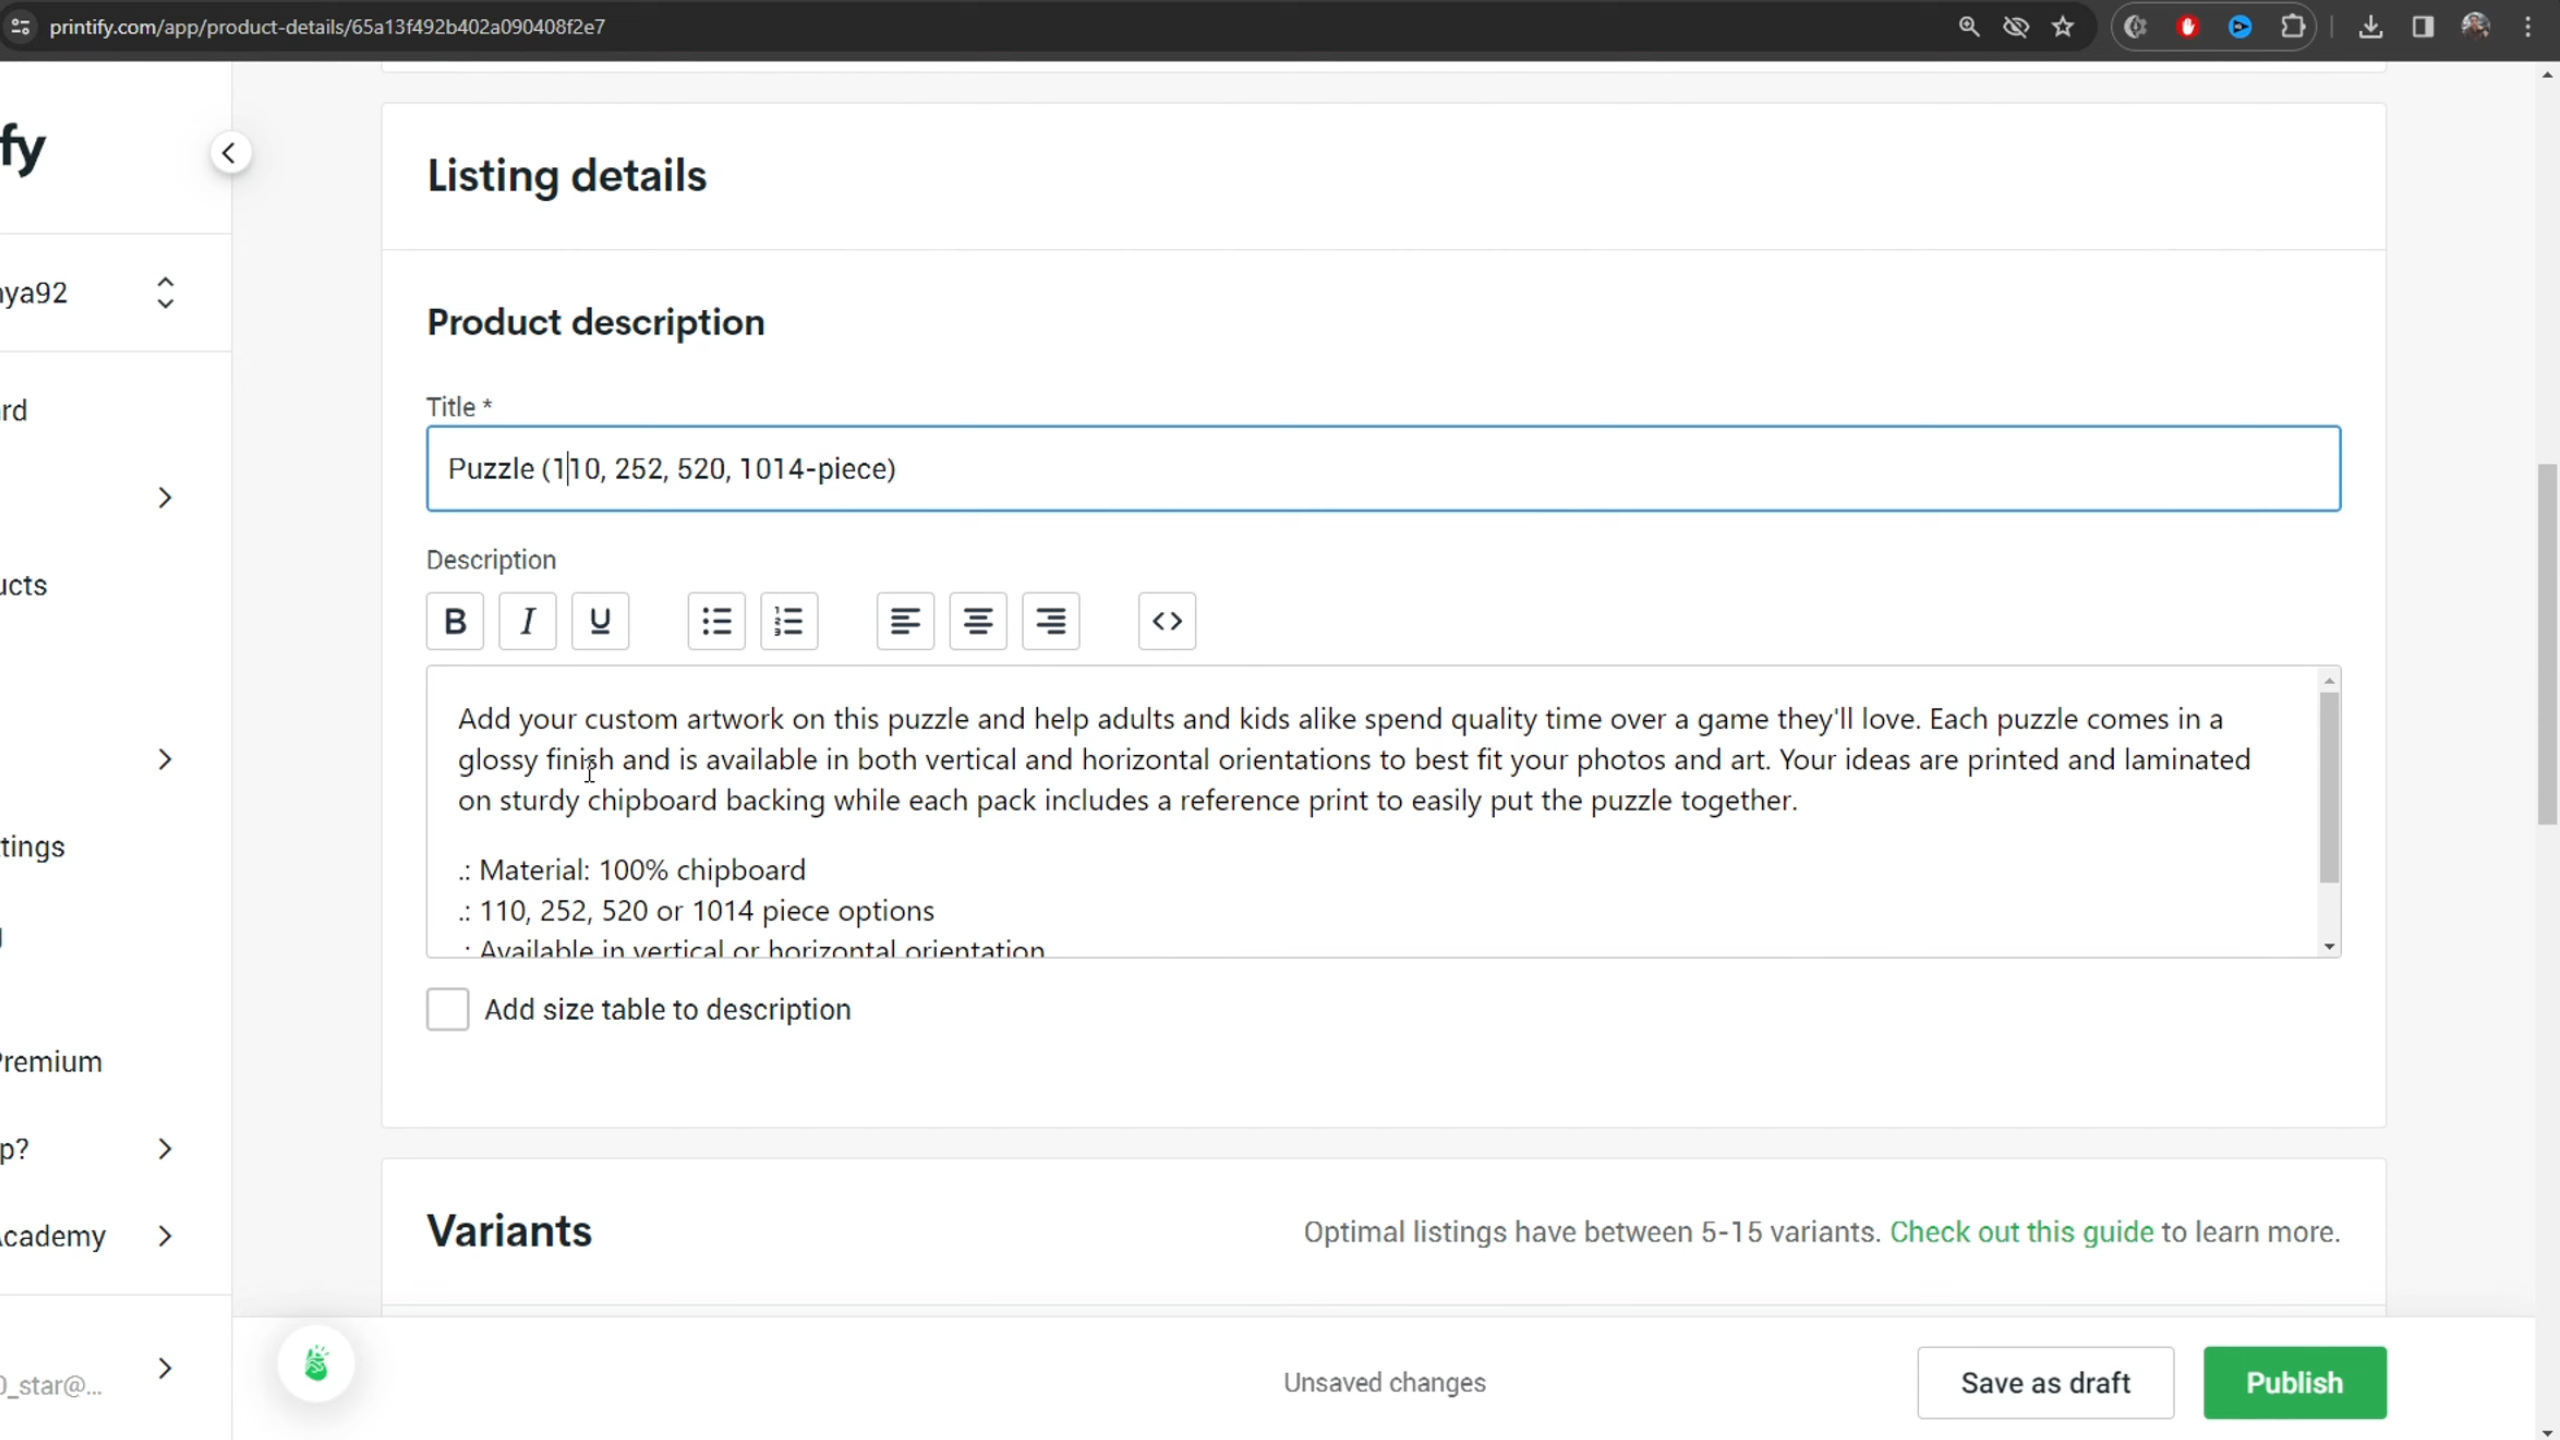 printify.com/app/product-details/65a13f492b402a090408f2e7
fy
Listing details
ya92
Product description
rd
Title *
Puzzle (110, 252, 520, 1014-piece)
Description
ucts
B I U
Add your custom artwork on this puzzle and help adults and kids alike spend quality time over a game they'll love. Each puzzle comes in a
glossy finish and is available in both vertical and horizontal orientations to best fit your photos and art. Your ideas are printed and laminated
on sturdy chipboard backing while each pack includes a reference print to easily put the puzzle together.
tings
.: Material: 100% chipboard
.: 110, 252, 520 or 1014 piece options
.: Available in vertical or horizontal orientation
Add size table to description
Premium
p?
Variants
Optimal listings have between 5-15 variants. Check out this guide to learn more.
cademy
0_star@...
Unsaved changes
Save as draft
Publish